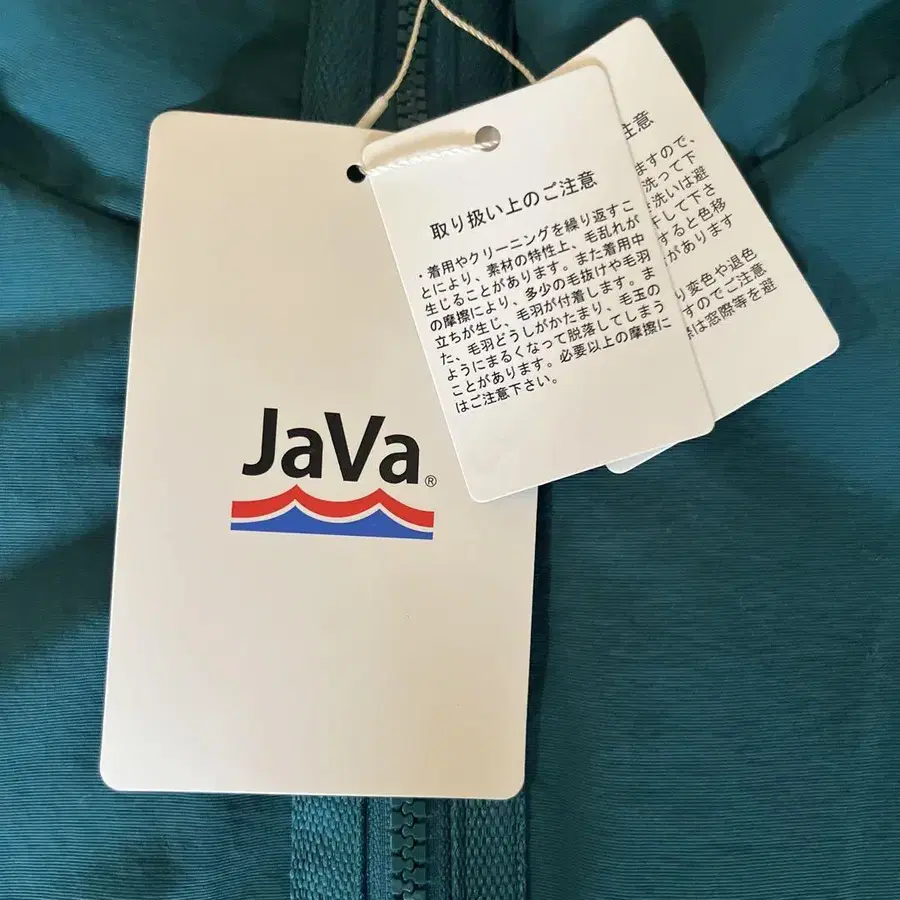 JaVa®
取り扱い上のご注意
・着用やクリーニングを繰り返すこ
とにより、素材の特性上、毛乱れが
生じることがあります。また着用中
の摩擦により、多少の毛抜けや毛羽
立ちが生じ、毛羽が付着します。ま
た、毛羽どうしがかたまり、毛玉の
ようにまるくなって脱落してしまう
ことがあります。必要以上の摩擦に
はご注意下さい。
注意
ますので、
洗って下
洗いは避
して下さ
すると色移
があります
り変色や退色
すのでご注意
は窓際等を避